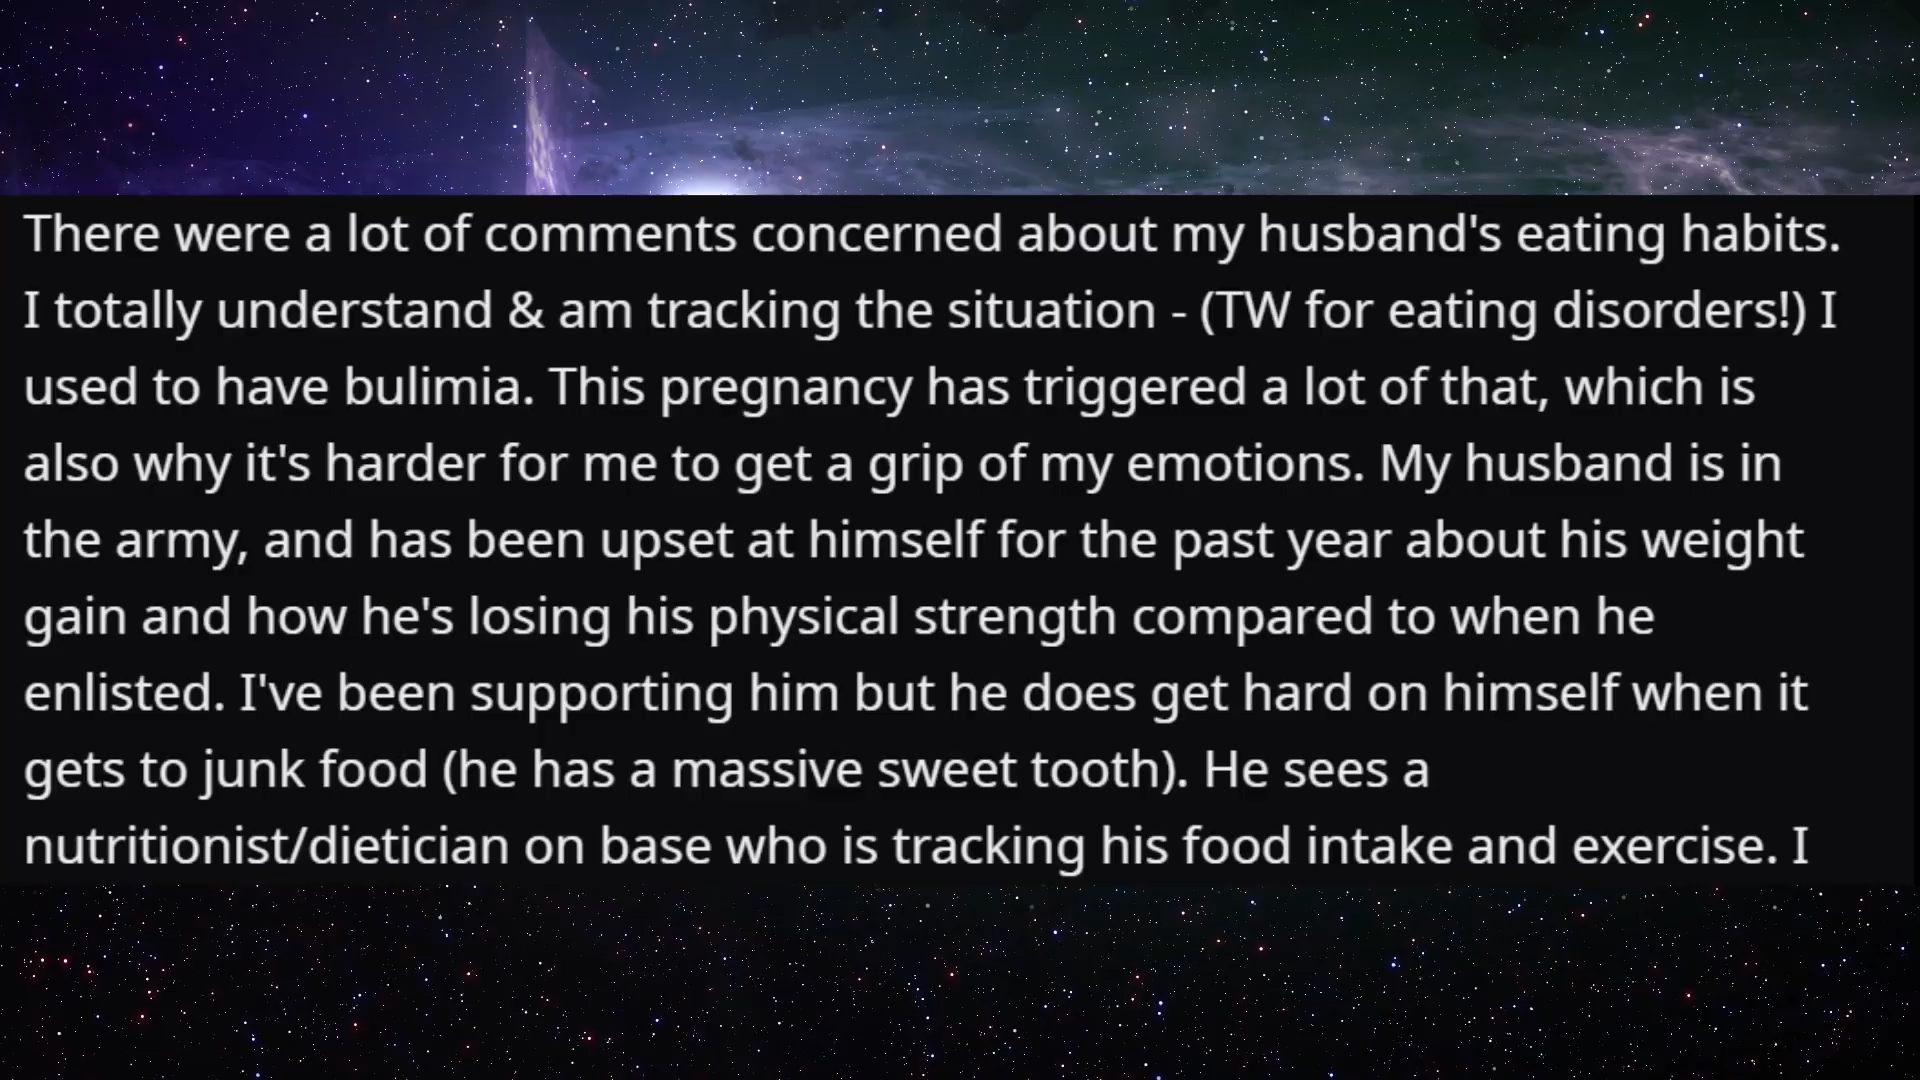 There were a lot of comments concerned about my husband's eating habits.
I totally understand & am tracking the situation - (TW for eating disorders!) I
used to have bulimia. This pregnancy has triggered a lot of that, which is
also why it's harder for me to get a grip of my emotions. My husband is in
the army, and has been upset at himself for the past year about his weight
gain and how he's losing his physical strength compared to when he
enlisted. I've been supporting him but he does get hard on himself when it
gets to junk food (he has a massive sweet tooth). He sees a
nutritionist/dietician on base who is tracking his food intake and exercise. I